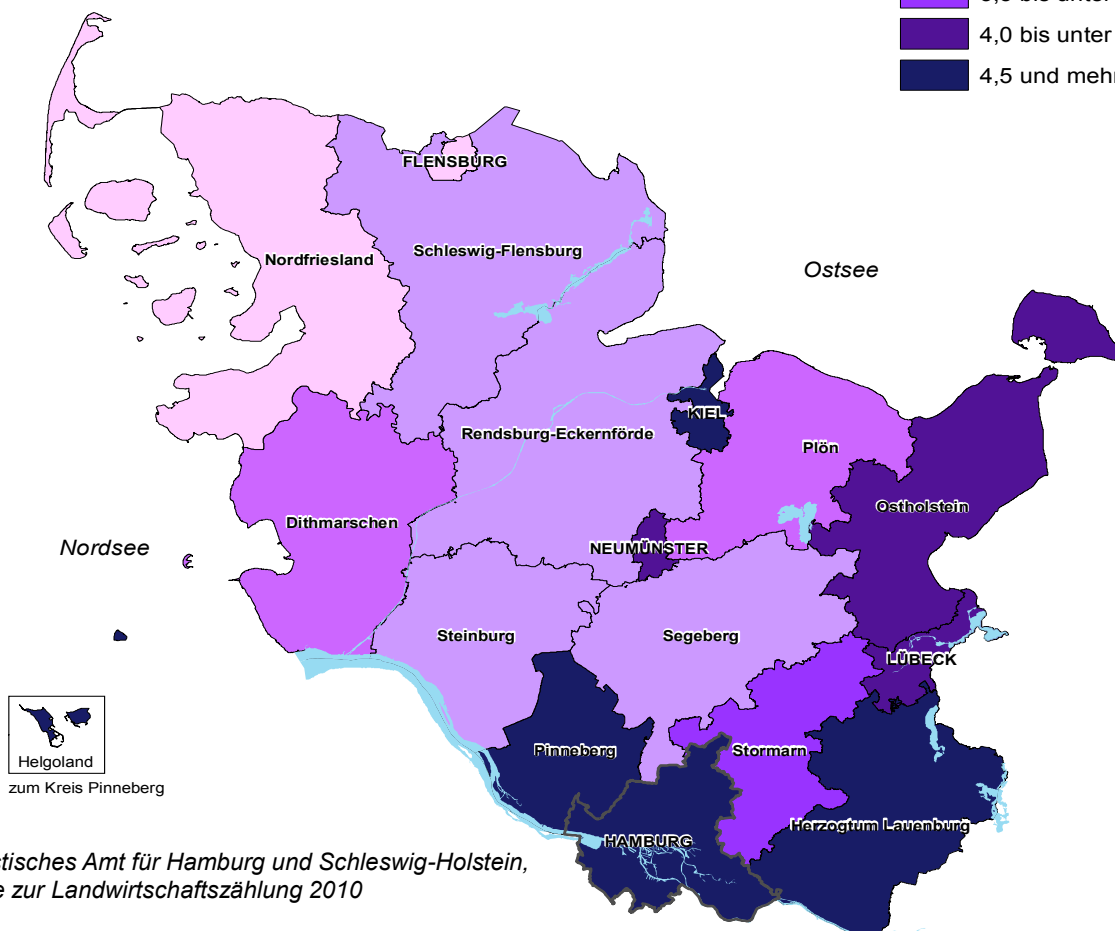 4,0 bis unter
4,5 und mehr
FLENSBURG
Schleswig-Flensburg
Nordfriesland
Ostsee
KIEL
Rendsburg-Eckernförde
Plön
Ostholstein
Dithmarschen
Nordsee
NEUMÜNSTER
Steinburg
Segeberg
LÜBECK
Pinneberg
Stormarn
Helgoland
zum Kreis Pinneberg
Herzogtum Lauenburg
HAMBURG
tistisches Amt für Hamburg und Schleswig-Holstein,
e zur Landwirtschaftszählung 2010